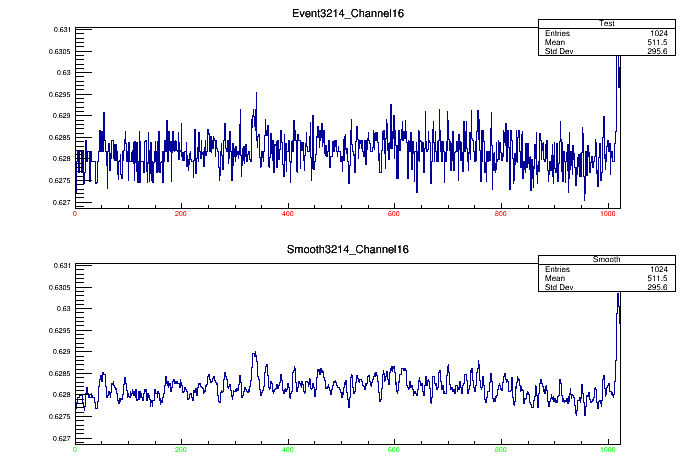 Event3214_Channel16
Test
Entries 1024
Mean 511.5
Std Dev 295.6
0.631
0.6305
0.63
0.6295
0.629
0.6285
0.628
0.6275
0.627
0 200 400 600 800 1000
Smooth3214_Channel16
Smooth
Entries 1024
Mean 511.5
Std Dev 295.6
0.631
0.6305
0.63
0.6295
0.629
0.6285
0.628
0.6275
0.627
0 200 400 600 800 1000